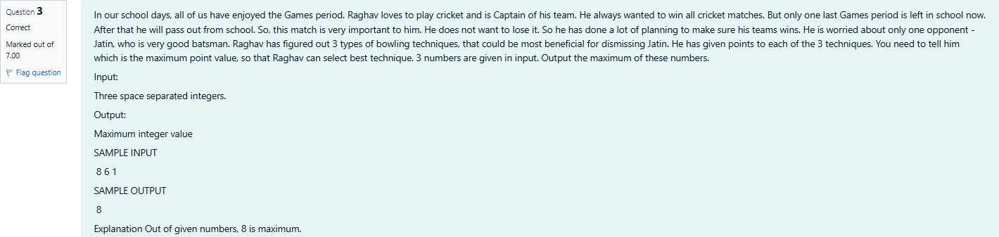 Question 3
Correct
Marked out of
7.00
Flag question
In our school days, all of us have enjoyed the Games period. Raghav loves to play cricket and is Captain of his team. He always wanted to win all cricket matches. But only one last Games period is left in school now.
After that he will pass out from school. So, this match is very important to him. He does not want to lose it. So he has done a lot of planning to make sure his teams wins. He is worried about only one opponent -
Jatin, who is very good batsman. Raghav has figured out 3 types of bowling techniques, that could be most beneficial for dismissing Jatin. He has given points to each of the 3 techniques. You need to tell him
which is the maximum point value, so that Raghav can select best technique. 3 numbers are given in input. Output the maximum of these numbers.
Input:
Three space separated integers.
Output:
Maximum integer value
SAMPLE INPUT
8 6 1
SAMPLE OUTPUT
8
Explanation Out of given numbers, 8 is maximum.